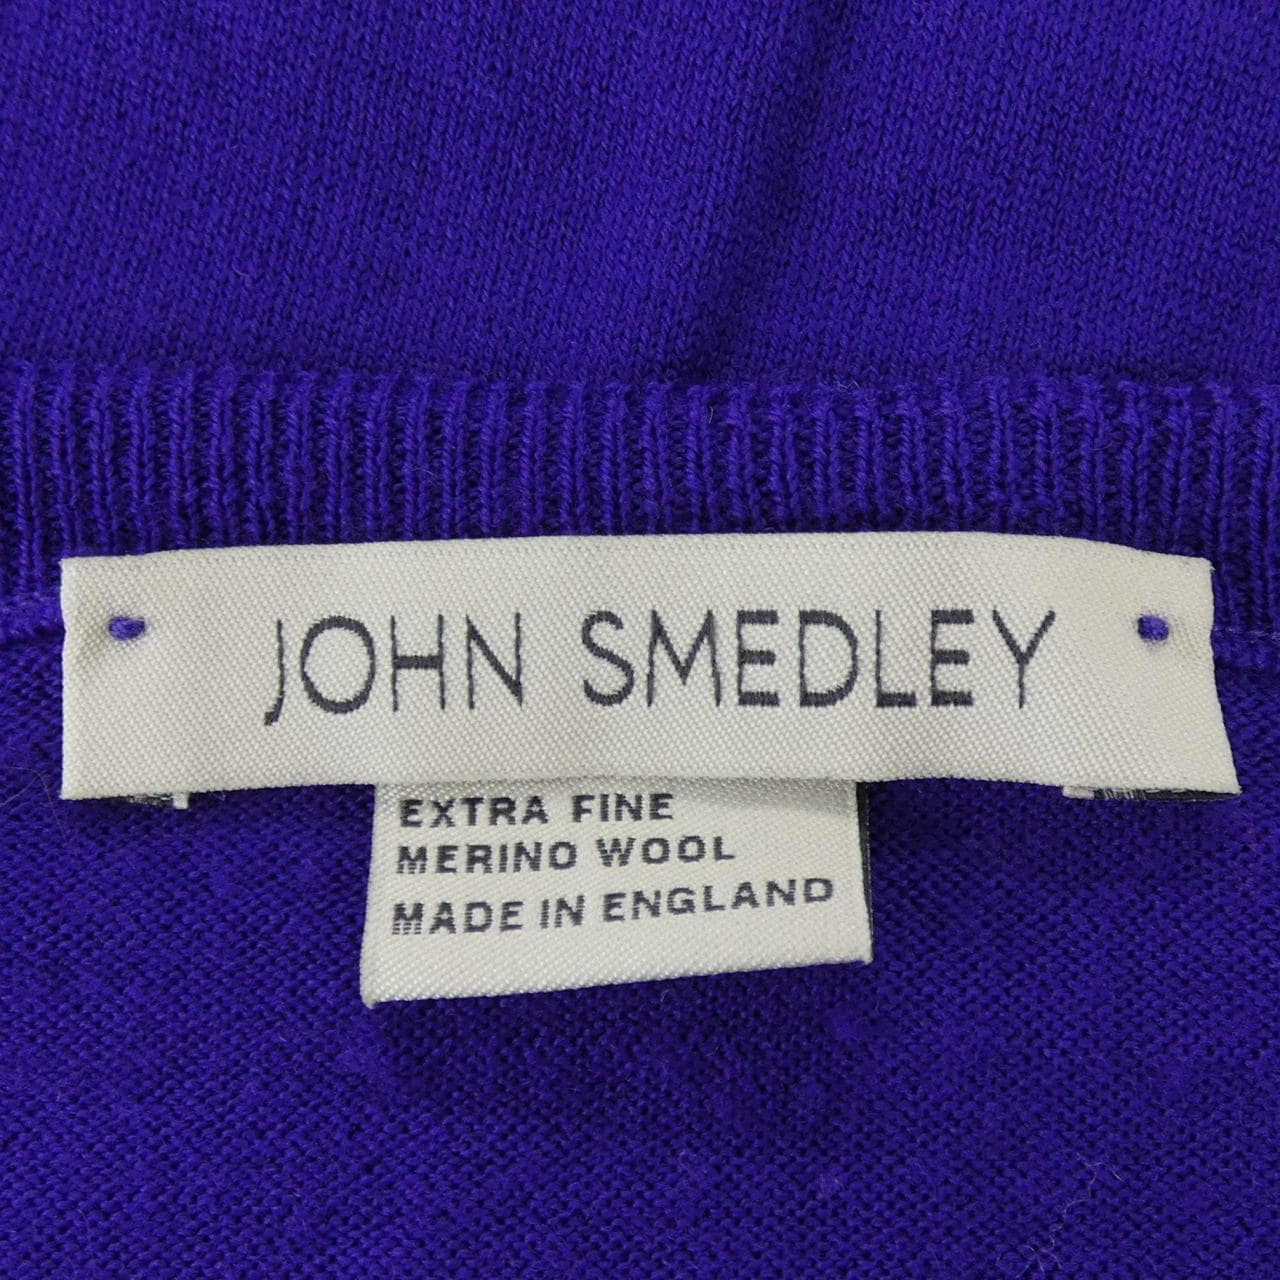 JOHN SMEDLEY
EXTRA FINE
MERINO WOOL
MADE IN ENGLAND